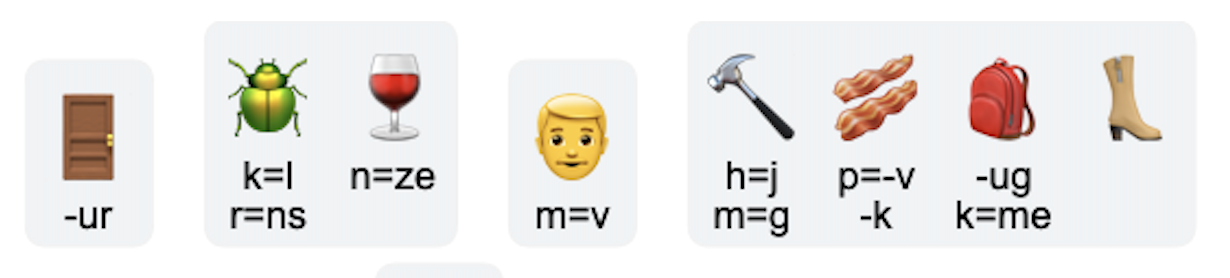 -ur
k=l
r=ns
n=ze
m=v
h=j
m=g
p=-v
-k
-ug
k=me